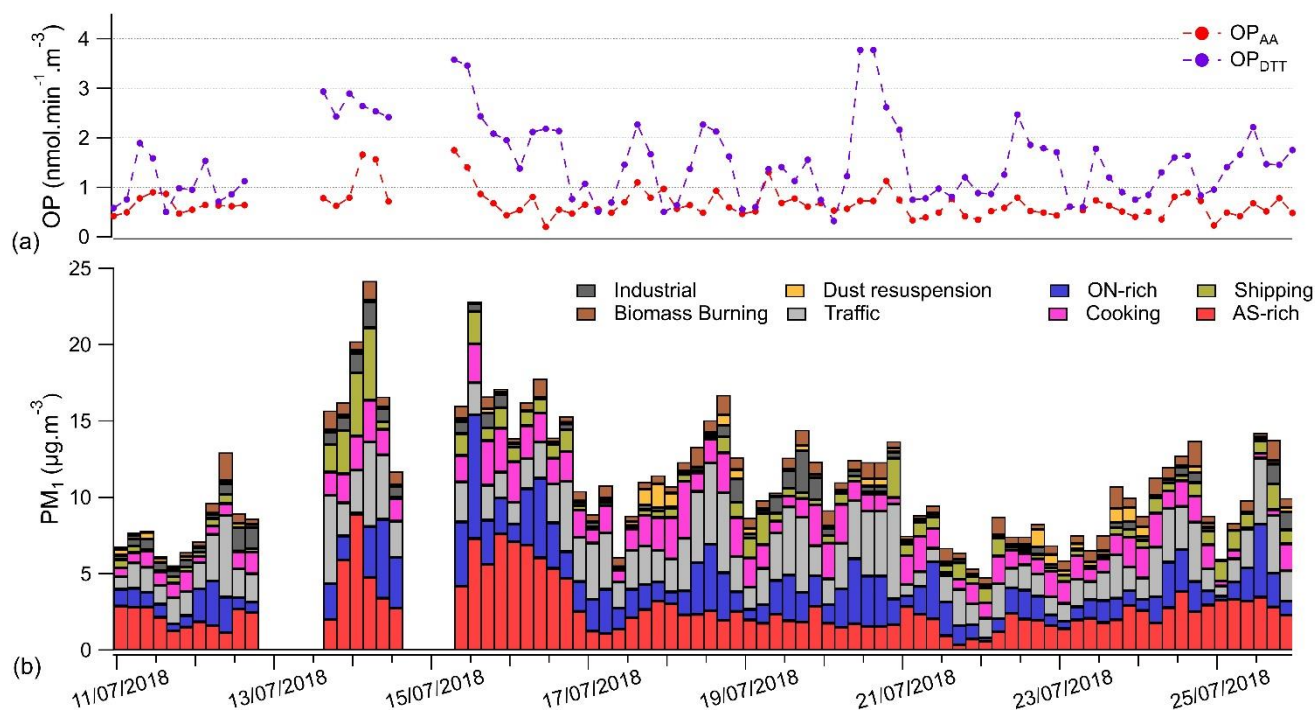 4
3
2
1
0
OP (nmol.min⁻¹.m⁻³)
OP_AA
OP_DTT
(a)
25
20
15
10
5
0
PM₁ (µg.m⁻³)
Industrial Dust resuspension ON-rich Shipping
Biomass Burning Traffic Cooking AS-rich
(b)
11/07/2018 13/07/2018 15/07/2018 17/07/2018 19/07/2018 21/07/2018 23/07/2018 25/07/2018